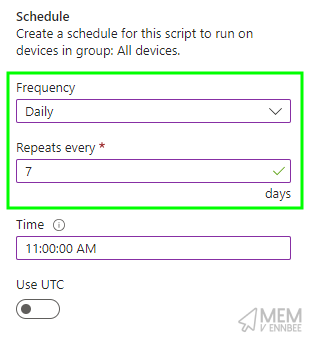 Schedule
Create a schedule for this script to run on
devices in group: All devices.
Frequency
Daily
Repeats every *
7
days
Time
11:00:00 AM
Use UTC
MEM
VENNBEE